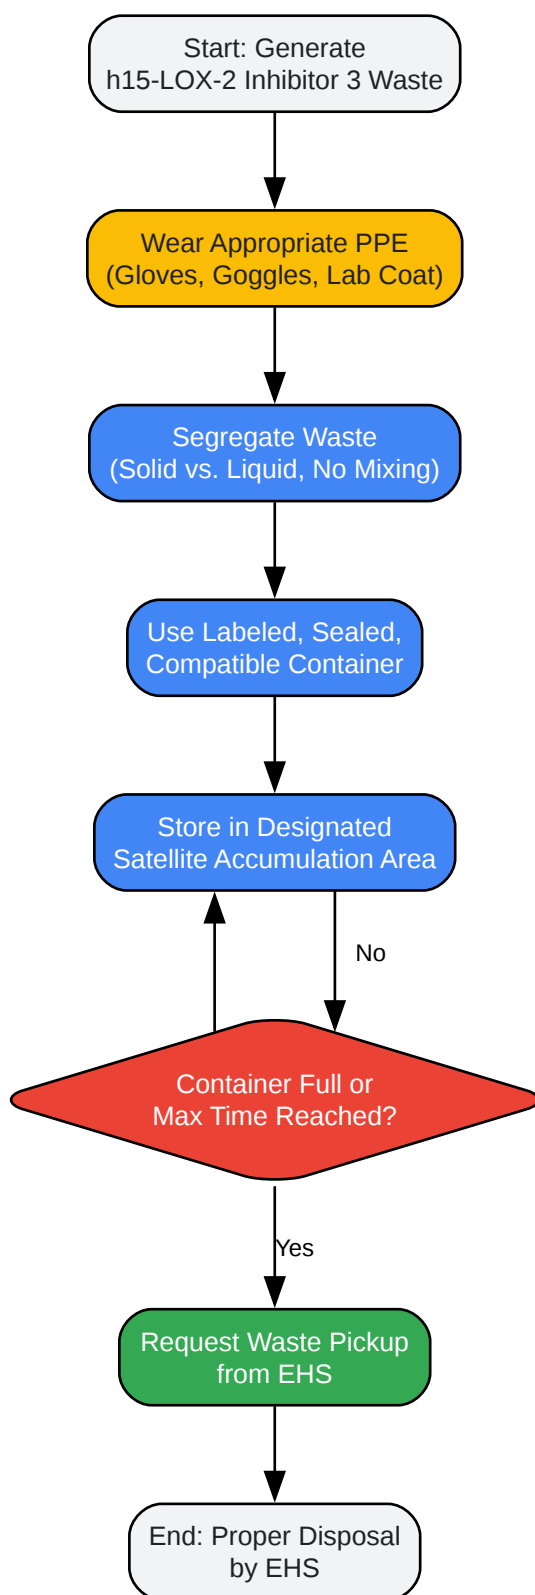 Start: Generate
h15-LOX-2 Inhibitor 3 Waste
Wear Appropriate PPE
(Gloves, Goggles, Lab Coat)
Segregate Waste
(Solid vs. Liquid, No Mixing)
Use Labeled, Sealed,
Compatible Container
Store in Designated
Satellite Accumulation Area
No
Container Full or
Max Time Reached?
Yes
Request Waste Pickup
from EHS
End: Proper Disposal
by EHS